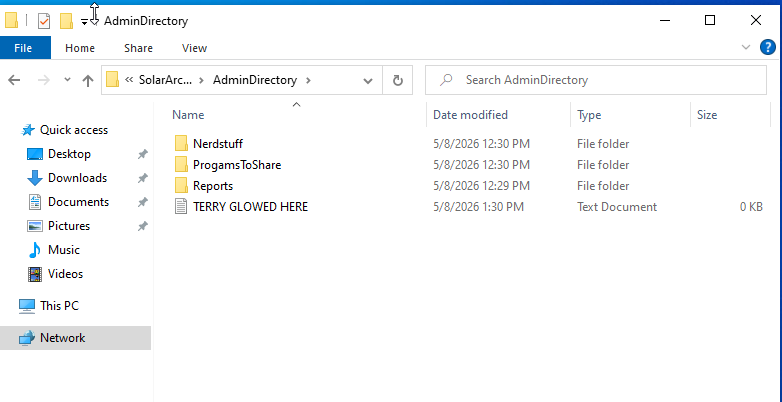 AdminDirectory
File Home Share View
« SolarArc... › AdminDirectory ›
Search AdminDirectory
Name Date modified Type Size
Quick access
Desktop
Downloads
Documents
Pictures
Music
Videos
This PC
Network
Nerdstuff 5/8/2026 12:30 PM File folder
ProgamsToShare 5/8/2026 12:30 PM File folder
Reports 5/8/2026 12:29 PM File folder
TERRY GLOWED HERE 5/8/2026 1:30 PM Text Document 0 KB